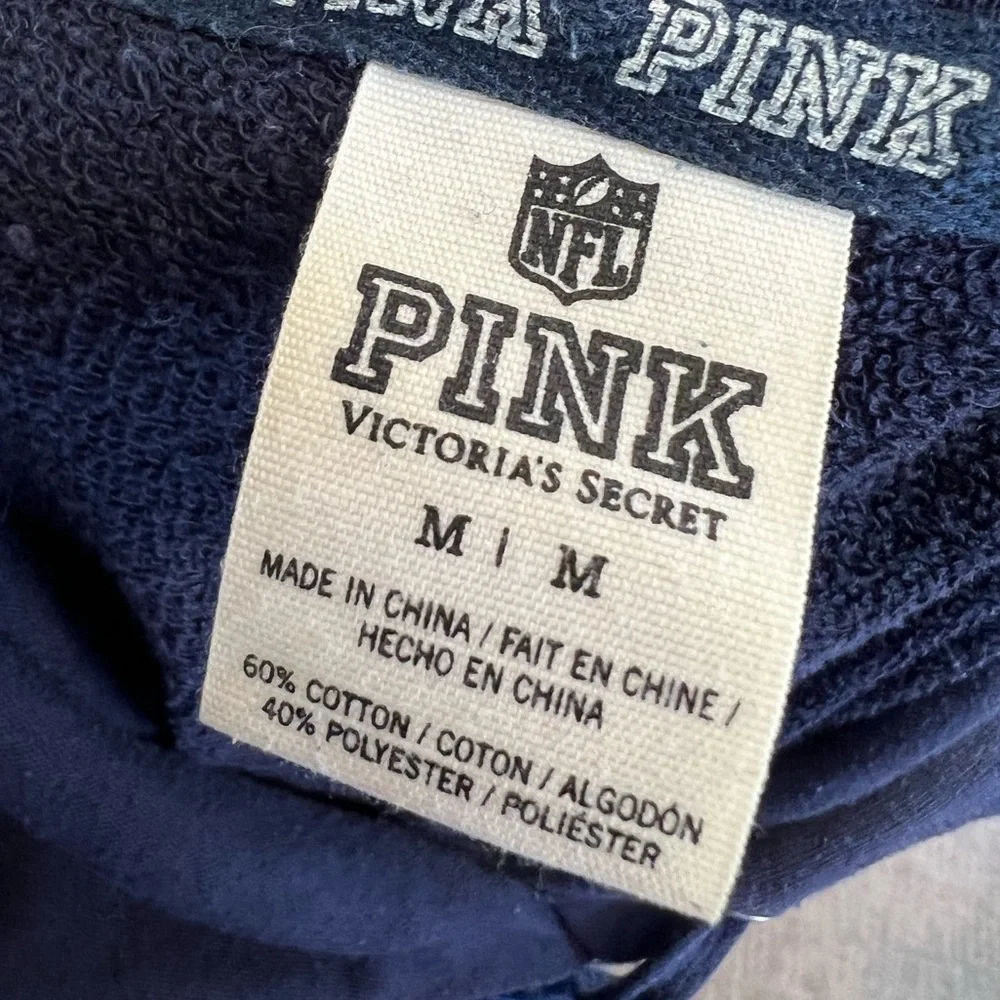 PINK
NFL
PINK
VICTORIA'S SECRET
M | M
MADE IN CHINA / FAIT EN CHINE /
HECHO EN CHINA
60% COTTON / COTON / ALGODÓN
40% POLYESTER / POLIÉSTER